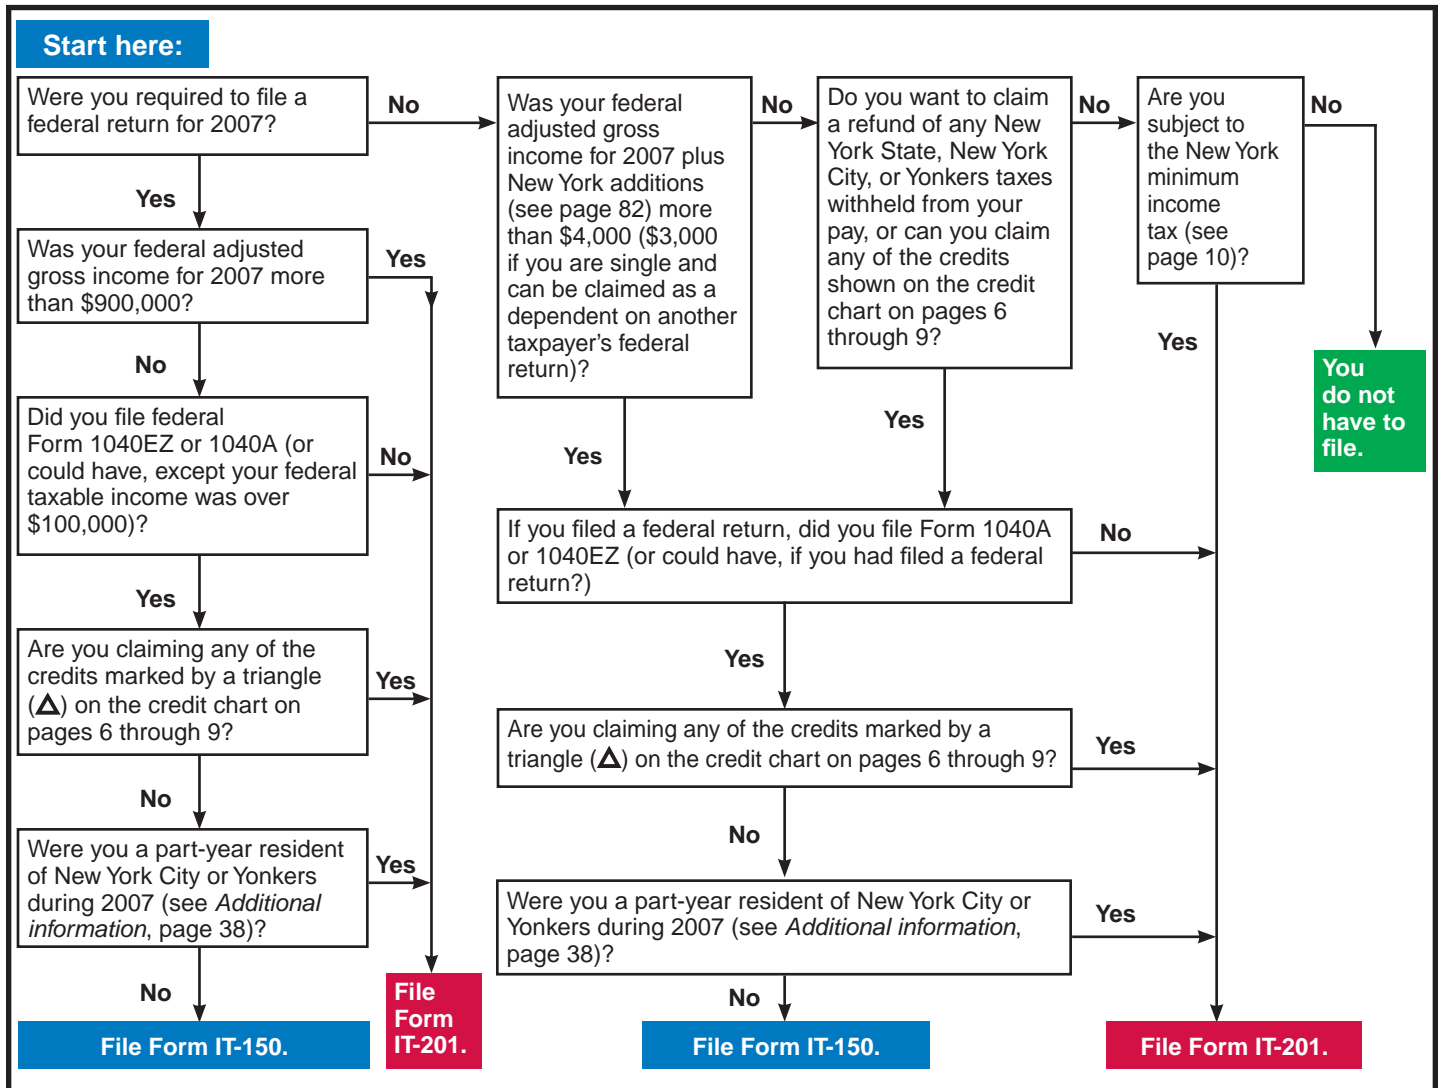 Start here:
Were you required to file a
federal return for 2007?
No
Yes
Was your federal adjusted
gross income for 2007 more
than $900,000?
Yes
No
Did you file federal
Form 1040EZ or 1040A (or
could have, except your federal
taxable income was over
$100,000)?
No
Yes
Are you claiming any of the
credits marked by a triangle
(Δ) on the credit chart on
pages 6 through 9?
Yes
No
Were you a part-year resident
of New York City or Yonkers
during 2007 (see Additional
information, page 38)?
Yes
No
File Form IT-150.
File
Form
IT-201.
Was your federal
adjusted gross
income for 2007 plus
New York additions
(see page 82) more
than $4,000 ($3,000
if you are single and
can be claimed as a
dependent on another
taxpayer's federal
return)?
No
Yes
Do you want to claim
a refund of any New
York State, New York
City, or Yonkers taxes
withheld from your
pay, or can you claim
any of the credits
shown on the credit
chart on pages 6
through 9?
No
Yes
Are you
subject to
the New York
minimum
income
tax (see
page 10)?
No
Yes
You
do not
have to
file.
If you filed a federal return, did you file Form 1040A
or 1040EZ (or could have, if you had filed a federal
return?)
No
Yes
Are you claiming any of the credits marked by a
triangle (Δ) on the credit chart on pages 6 through 9?
Yes
No
Were you a part-year resident of New York City or
Yonkers during 2007 (see Additional information,
page 38)?
Yes
No
File Form IT-150.
File Form IT-201.